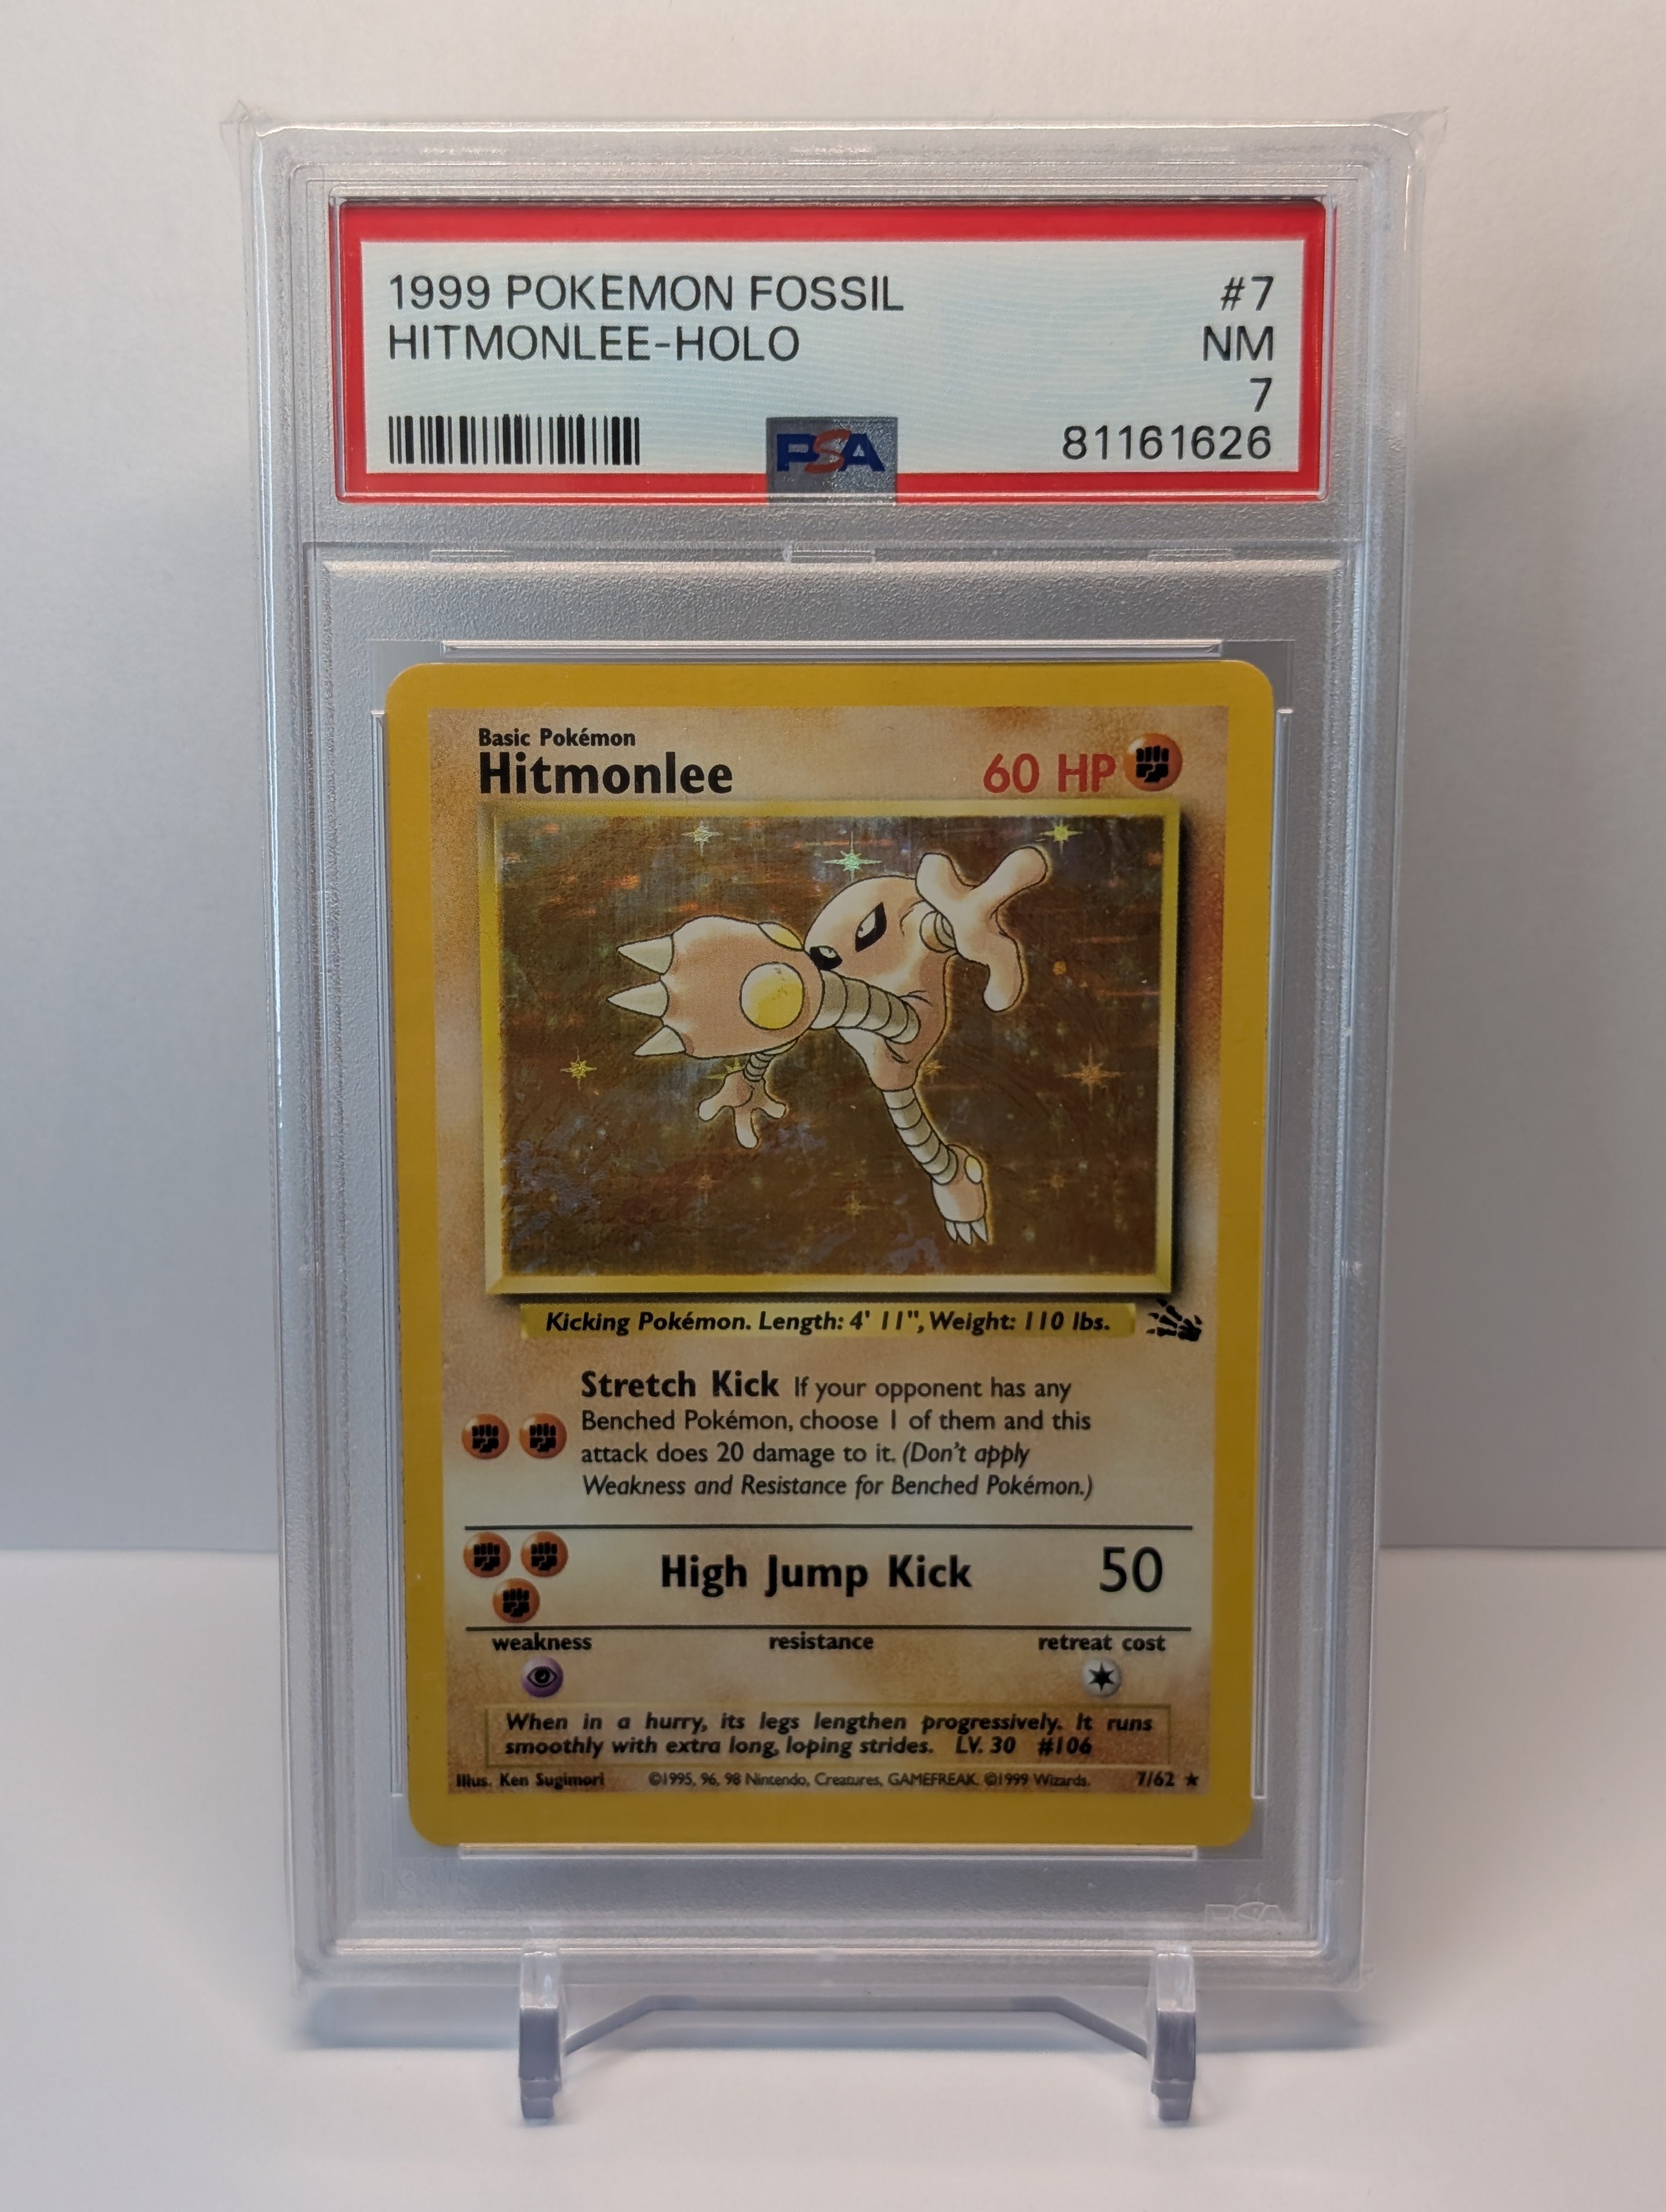 1999 POKEMON FOSSIL #7
HITMONLEE-HOLO NM
7
PSA 81161626
Basic Pokémon
Hitmonlee 60 HP
Kicking Pokémon. Length: 4' 11", Weight: 110 lbs.
Stretch Kick If your opponent has any
Benched Pokémon, choose 1 of them and this
attack does 20 damage to it. (Don't apply
Weakness and Resistance for Benched Pokémon.)
High Jump Kick 50
weakness resistance retreat cost
When in a hurry, its legs lengthen progressively. It runs
smoothly with extra long, loping strides. LV. 30 #106
Illus. Ken Sugimori ©1995, 96, 98 Nintendo, Creatures, GAMEFREAK. ©1999 Wizards. 7/62 ★
PSA